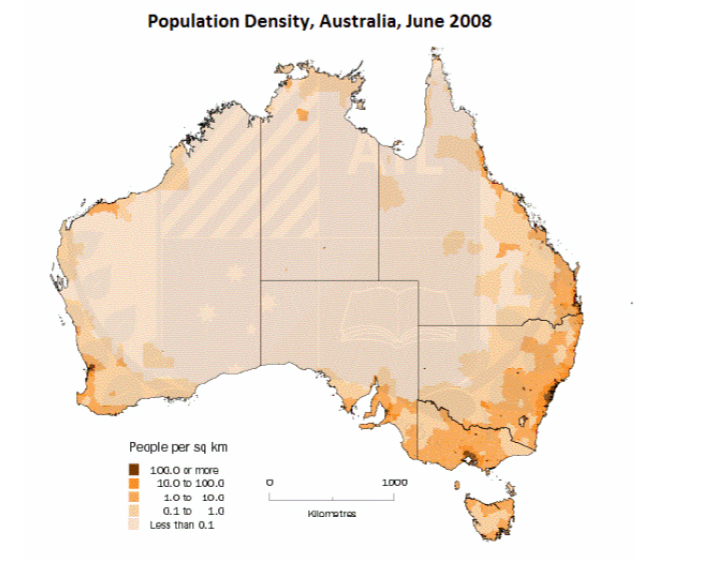 Population Density, Australia, June 2008
People per sq km
100.0 or more
10.0 to 100.0
1.0 to 10.0
0.1 to 1.0
Less than 0.1
0 1000
Kilometres